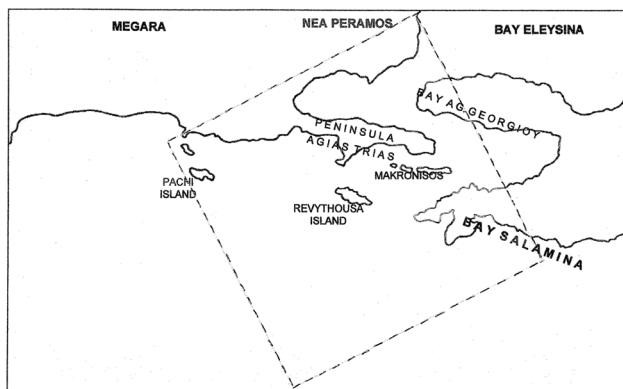 MEGARA
NEA PERAMOS
BAY ELEYSINA
BAY AG GEORGIOY
PENINSULA
AGIAS TRIAS
MAKRONISOS
PACHI
ISLAND
REVYTHOUSA
ISLAND
BAY SALAMINA